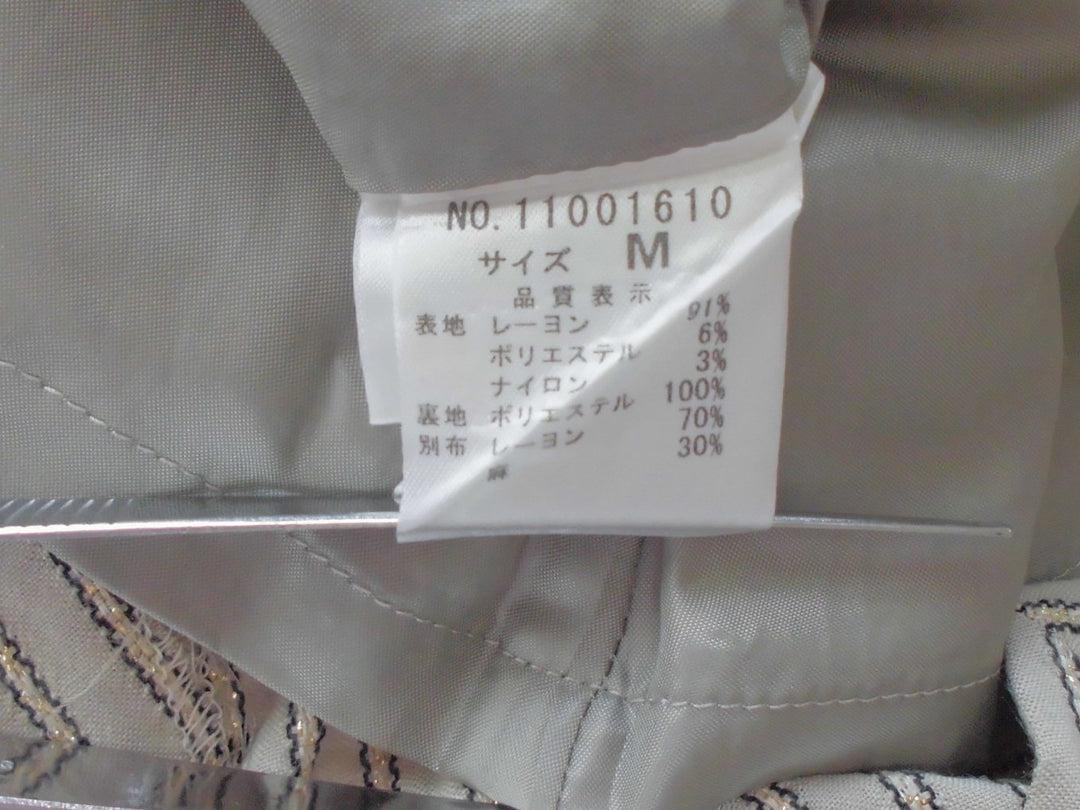 NO.11001610
サイズ M
品質表示
表地 レーヨン 91%
ポリエステル 6%
ナイロン 3%
裏地 ポリエステル 100%
別布 レーヨン 70%
麻 30%